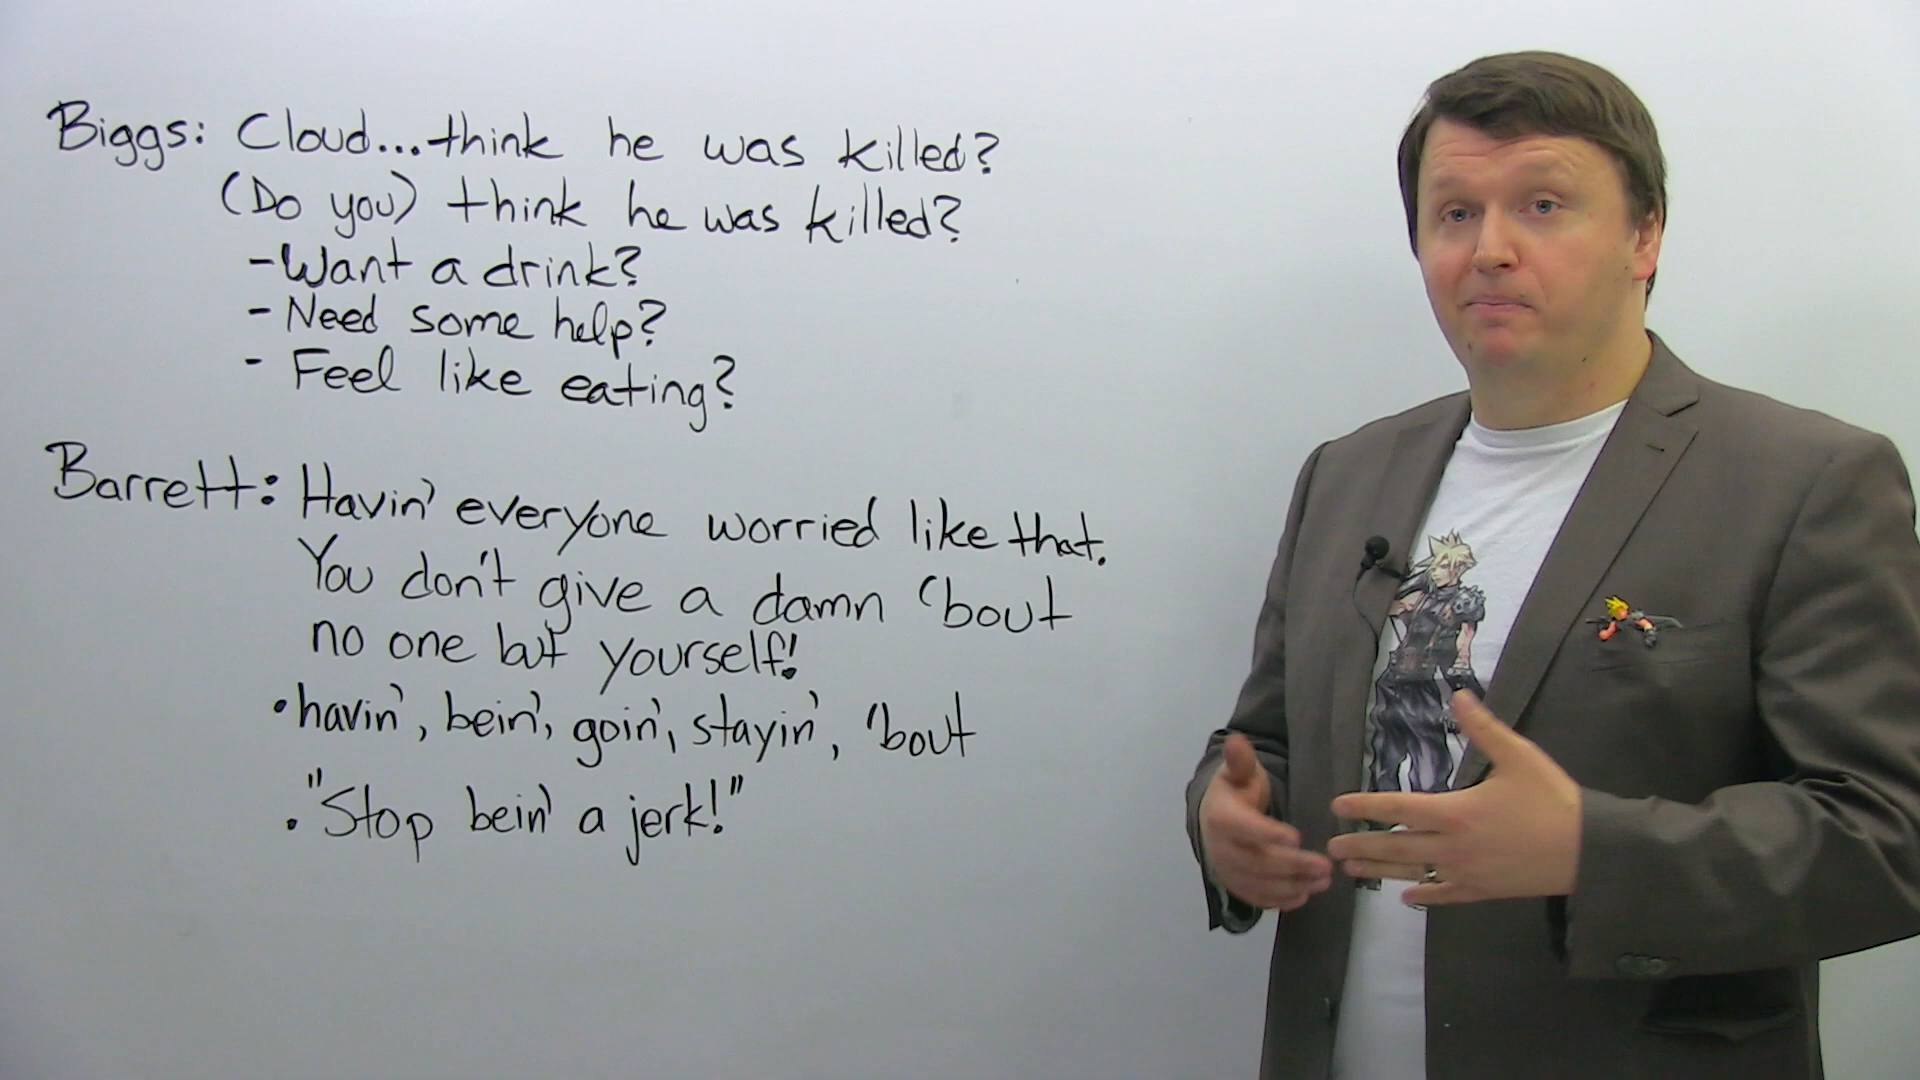 Biggs: Cloud...think he was killed?
(Do you) think he was killed?
-Want a drink?
-Need some help?
- Feel like eating?
Barrett: Havin' everyone worried like that.
You don't give a damn 'bout
no one but yourself!
•havin', bein', goin', stayin', 'bout
."Stop bein' a jerk!"